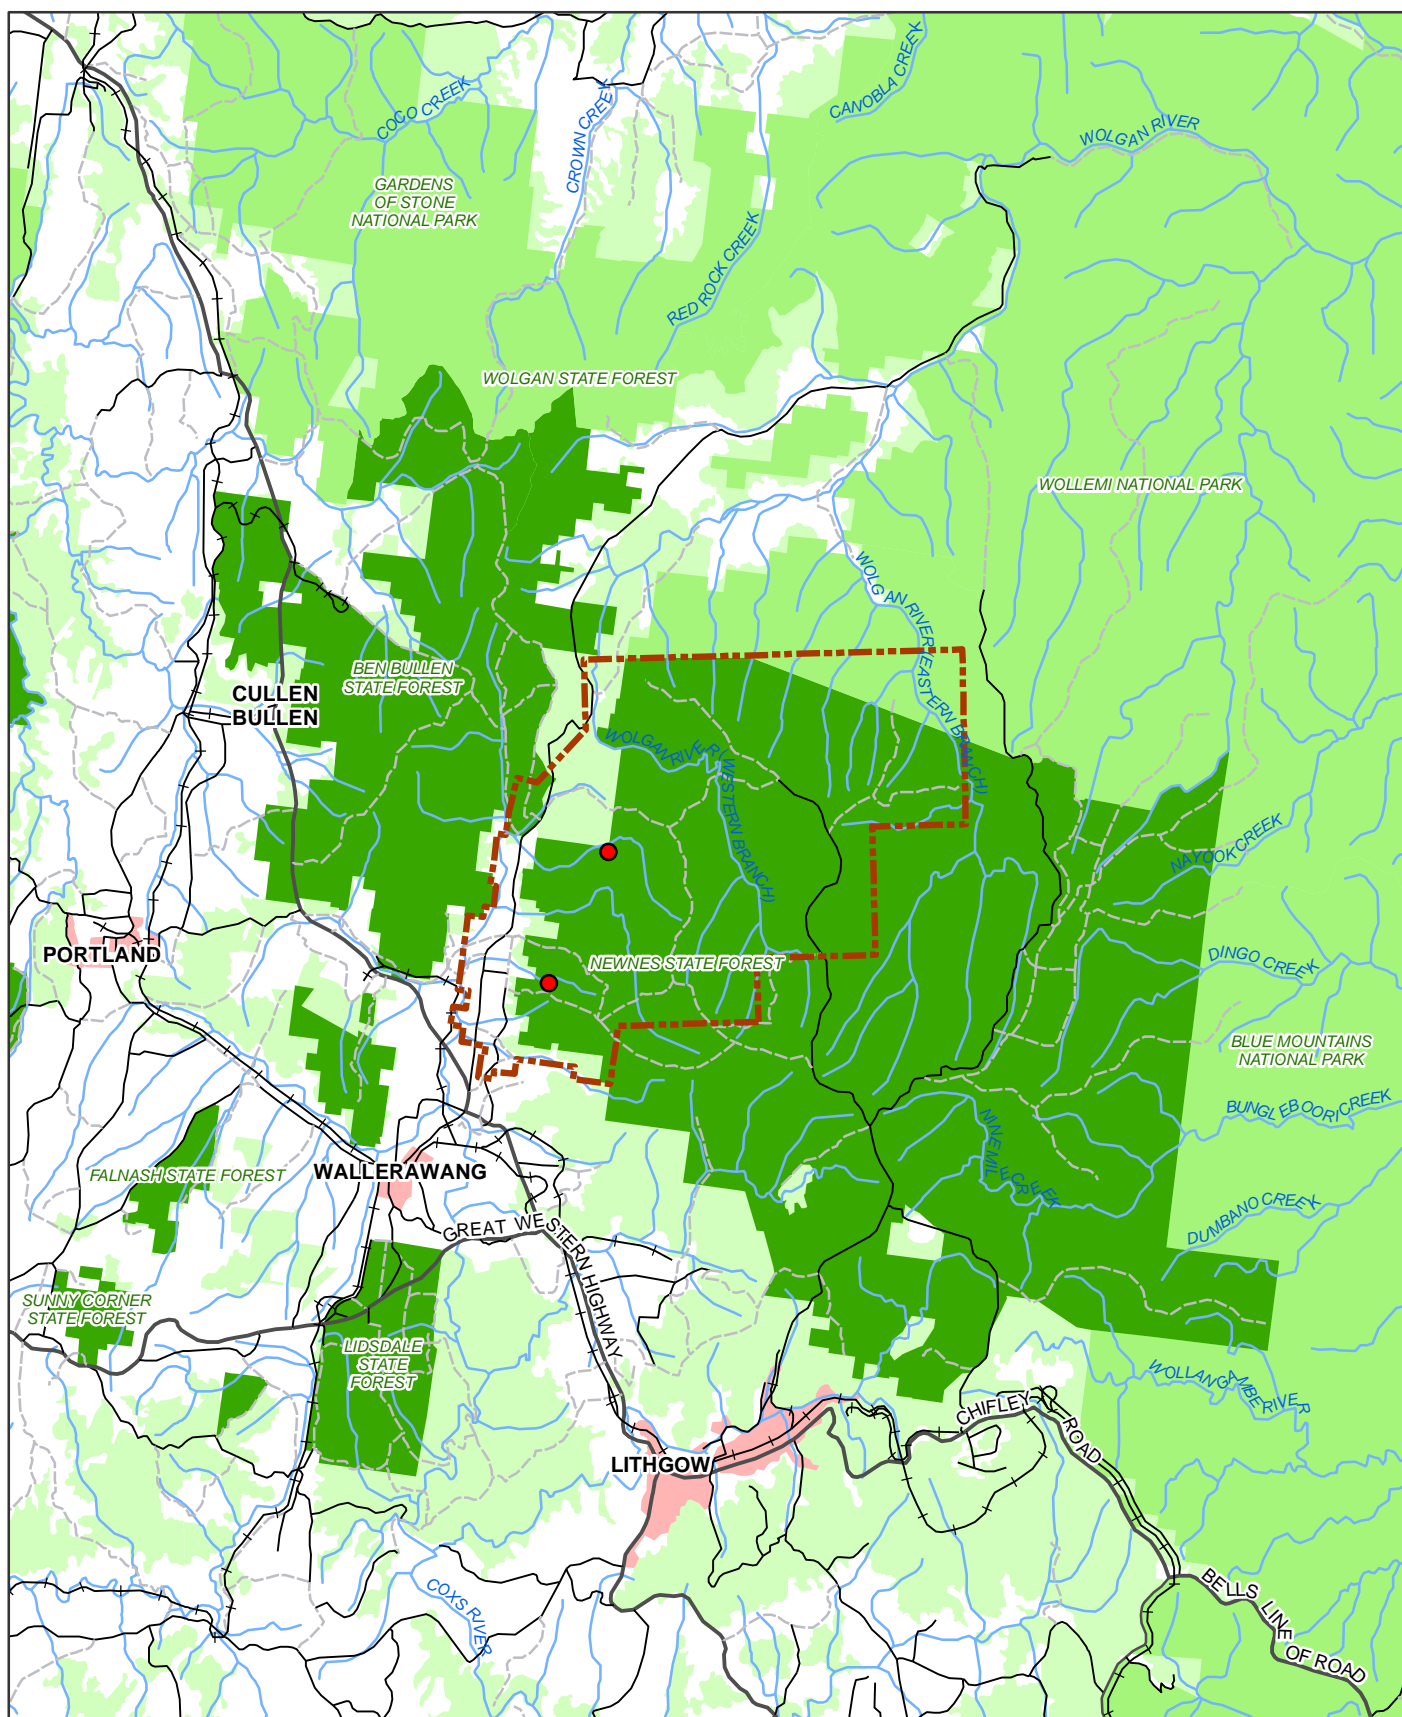 CANOBLA CREEK
COCO CREEK
CROWN CREEK
WOLGAN RIVER
GARDENS
OF STONE
NATIONAL PARK
RED ROCK CREEK
WOLGAN STATE FOREST
WOLLEMI NATIONAL PARK
WOLGAN RIVER (EASTERN BRANCH)
BEN BULLEN
STATE FOREST
CULLEN
BULLEN
WOLGAN RIVER (WESTERN BRANCH)
NAYOOK CREEK
PORTLAND
NEWNES STATE FOREST
DINGO CREEK
BLUE MOUNTAINS
NATIONAL PARK
BUNGLEBOORI CREEK
NINE MILE CREEK
FALNASH STATE FOREST
WALLERAWANG
DUMBANO CREEK
GREAT WESTERN HIGHWAY
SUNNY CORNER
STATE FOREST
LIDSDALE
STATE
FOREST
WOLLANGAMBE RIVER
CHIFLEY ROAD
LITHGOW
COXS RIVER
BELLS LINE OF ROAD